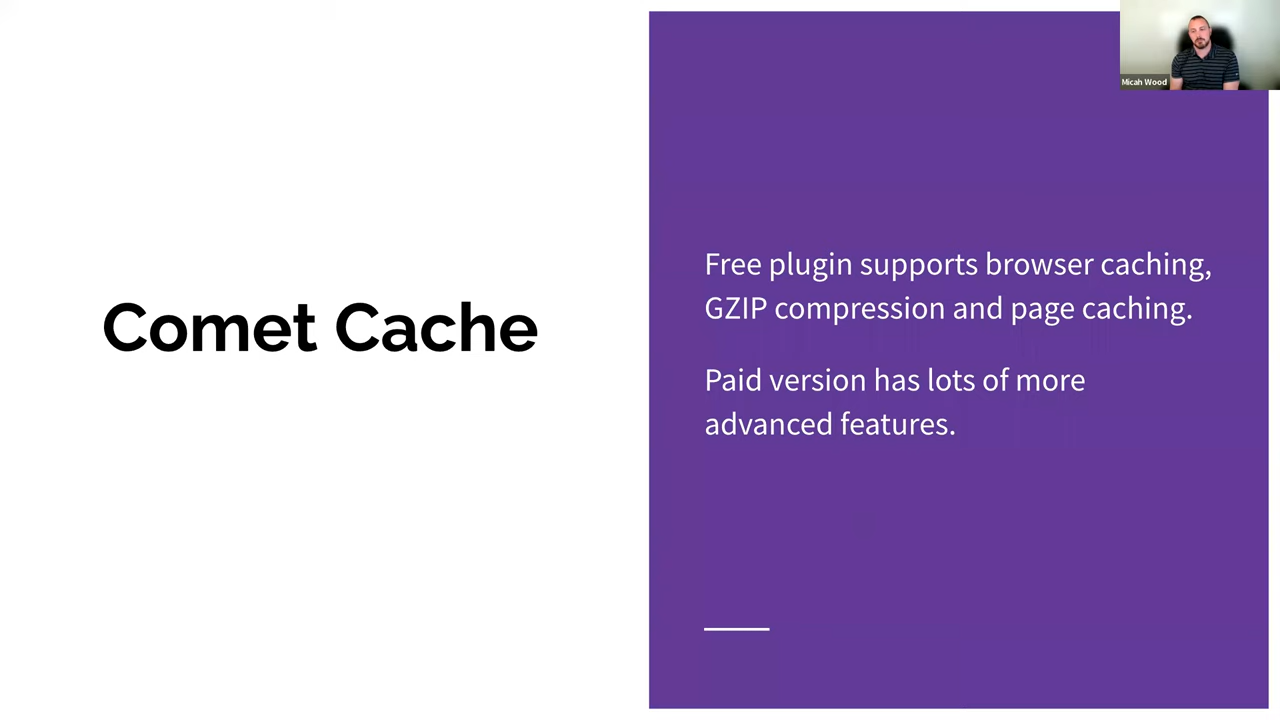 Micah Wood
Comet Cache
Free plugin supports browser caching,
GZIP compression and page caching.
Paid version has lots of more
advanced features.